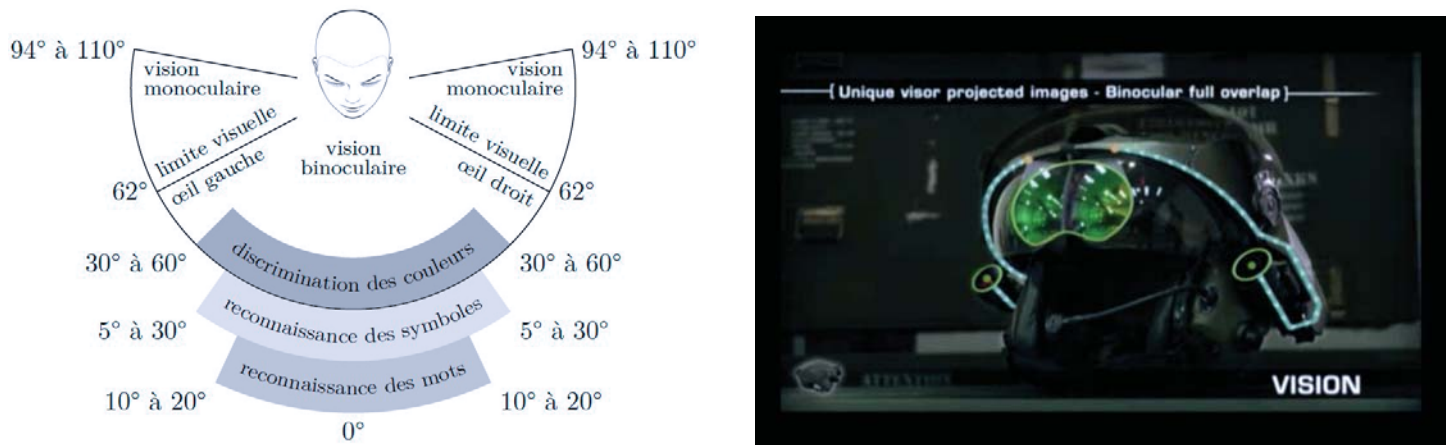 94° à 110°
vision
monoculaire
limite visuelle
œil gauche
62°
30° à 60°
5° à 30°
10° à 20°
vision
binoculaire
94° à 110°
vision
monoculaire
limite visuelle
œil droit
62°
30° à 60°
5° à 30°
10° à 20°
discrimination des couleurs
reconnaissance des symboles
reconnaissance des mots
0°
Unique visor projected images - Binocular full overlap
ATTENTION
VISION